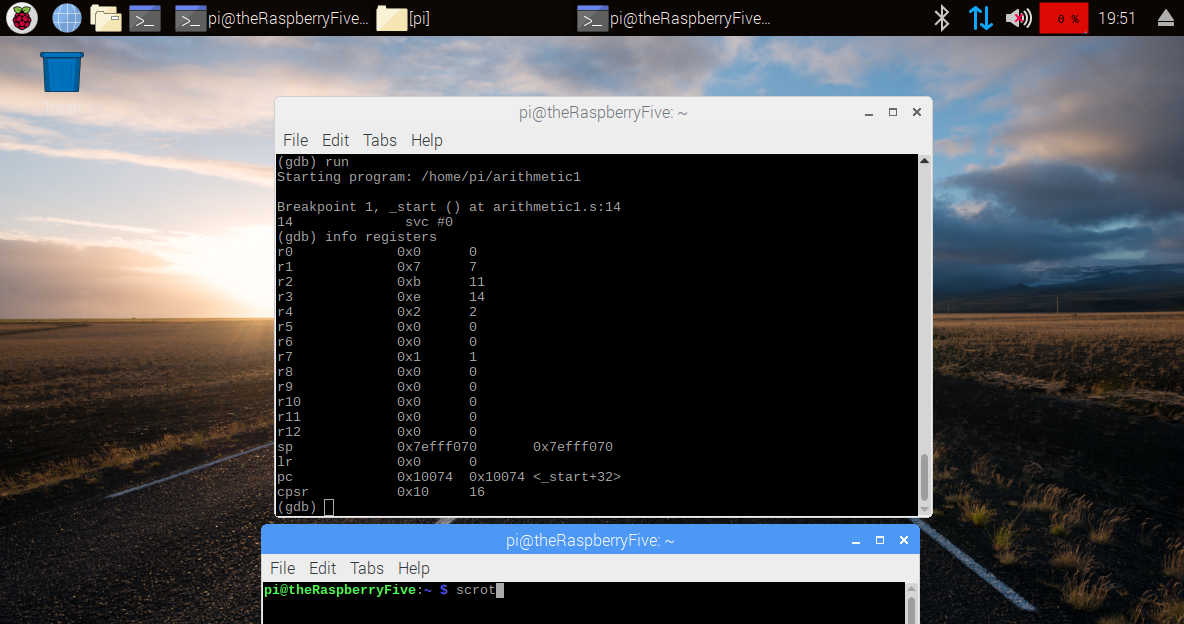 pi@theRaspberryFive... [pi] pi@theRaspberryFive... 0 % 19:51
Trash
pi@theRaspberryFive: ~
File Edit Tabs Help
(gdb) run
Starting program: /home/pi/arithmetic1
Breakpoint 1, _start () at arithmetic1.s:14
14 svc #0
(gdb) info registers
r0 0x0 0
r1 0x7 7
r2 0xb 11
r3 0xe 14
r4 0x2 2
r5 0x0 0
r6 0x0 0
r7 0x1 1
r8 0x0 0
r9 0x0 0
r10 0x0 0
r11 0x0 0
r12 0x0 0
sp 0x7efff070 0x7efff070
lr 0x0 0
pc 0x10074 0x10074 <_start+32>
cpsr 0x10 16
(gdb)
pi@theRaspberryFive: ~
File Edit Tabs Help
pi@theRaspberryFive:~ $ scrot